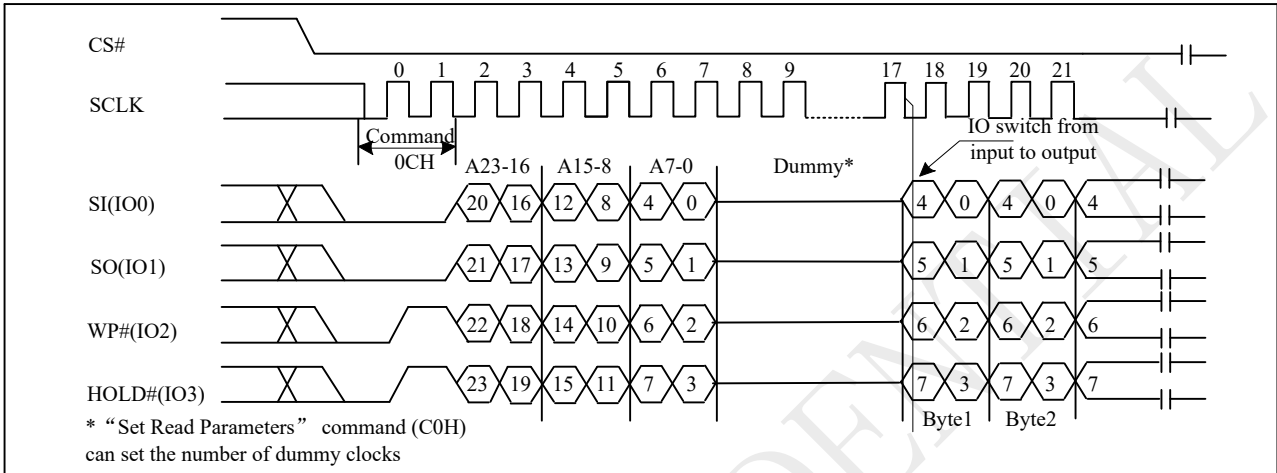 CS#
0 1 2 3 4 5 6 7 8 9 17 18 19 20 21
SCLK
Command
0CH
IO switch from
input to output
A23-16 A15-8 A7-0 Dummy*
SI(IO0) 20 16 12 8 4 0 4 0 4 0 4
SO(IO1) 21 17 13 9 5 1 5 1 5 1 5
WP#(IO2) 22 18 14 10 6 2 6 2 6 2 6
HOLD#(IO3) 23 19 15 11 7 3 7 3 7 3 7
Byte1 Byte2
* “Set Read Parameters” command (C0H)
can set the number of dummy clocks